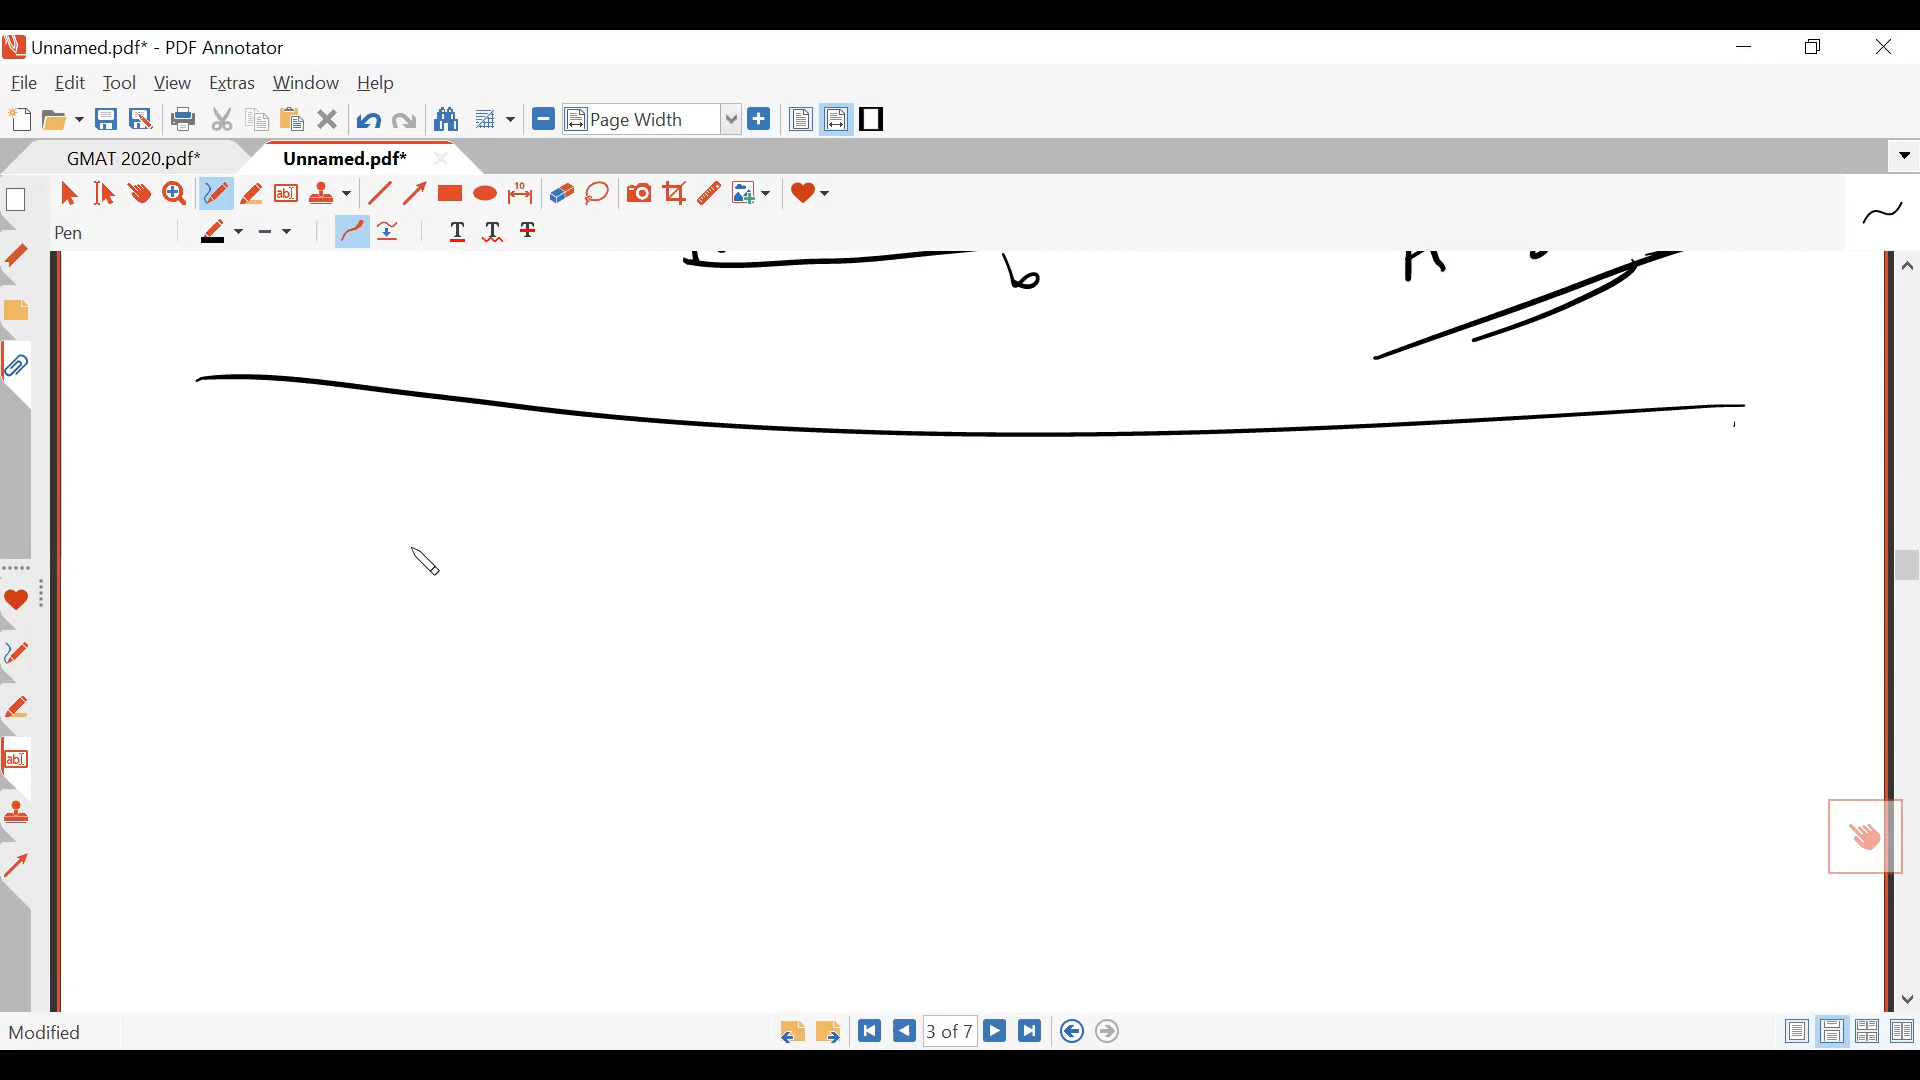 Unnamed.pdf* - PDF Annotator
File Edit Tool View Extras Window Help
Page Width
GMAT 2020.pdf* Unnamed.pdf*
Pen
b
3 of 7
Modified